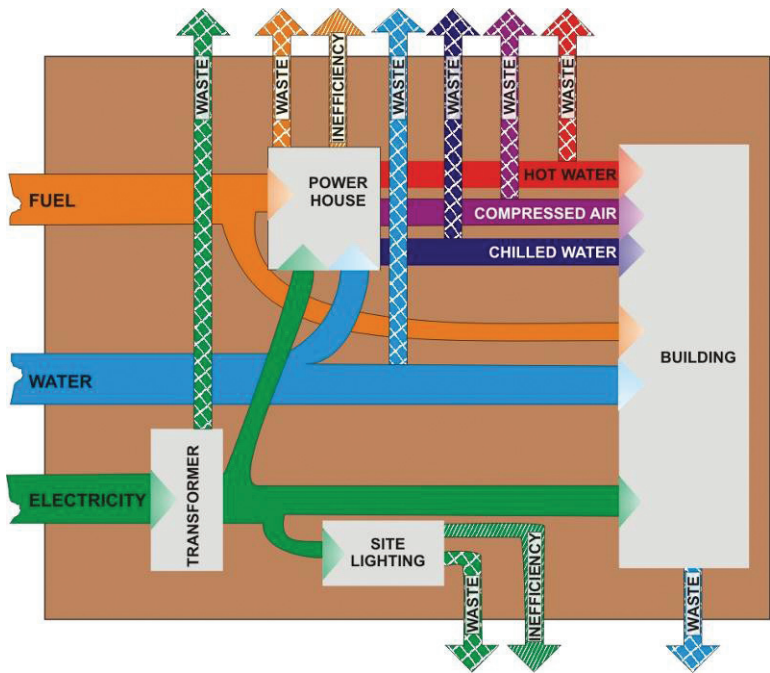 WASTE
WASTE
INEFFICIENCY
WASTE
WASTE
WASTE
WASTE
FUEL
POWER
HOUSE
HOT WATER
COMPRESSED AIR
CHILLED WATER
WATER
BUILDING
ELECTRICITY
TRANSFORMER
SITE
LIGHTING
WASTE
INEFFICIENCY
WASTE